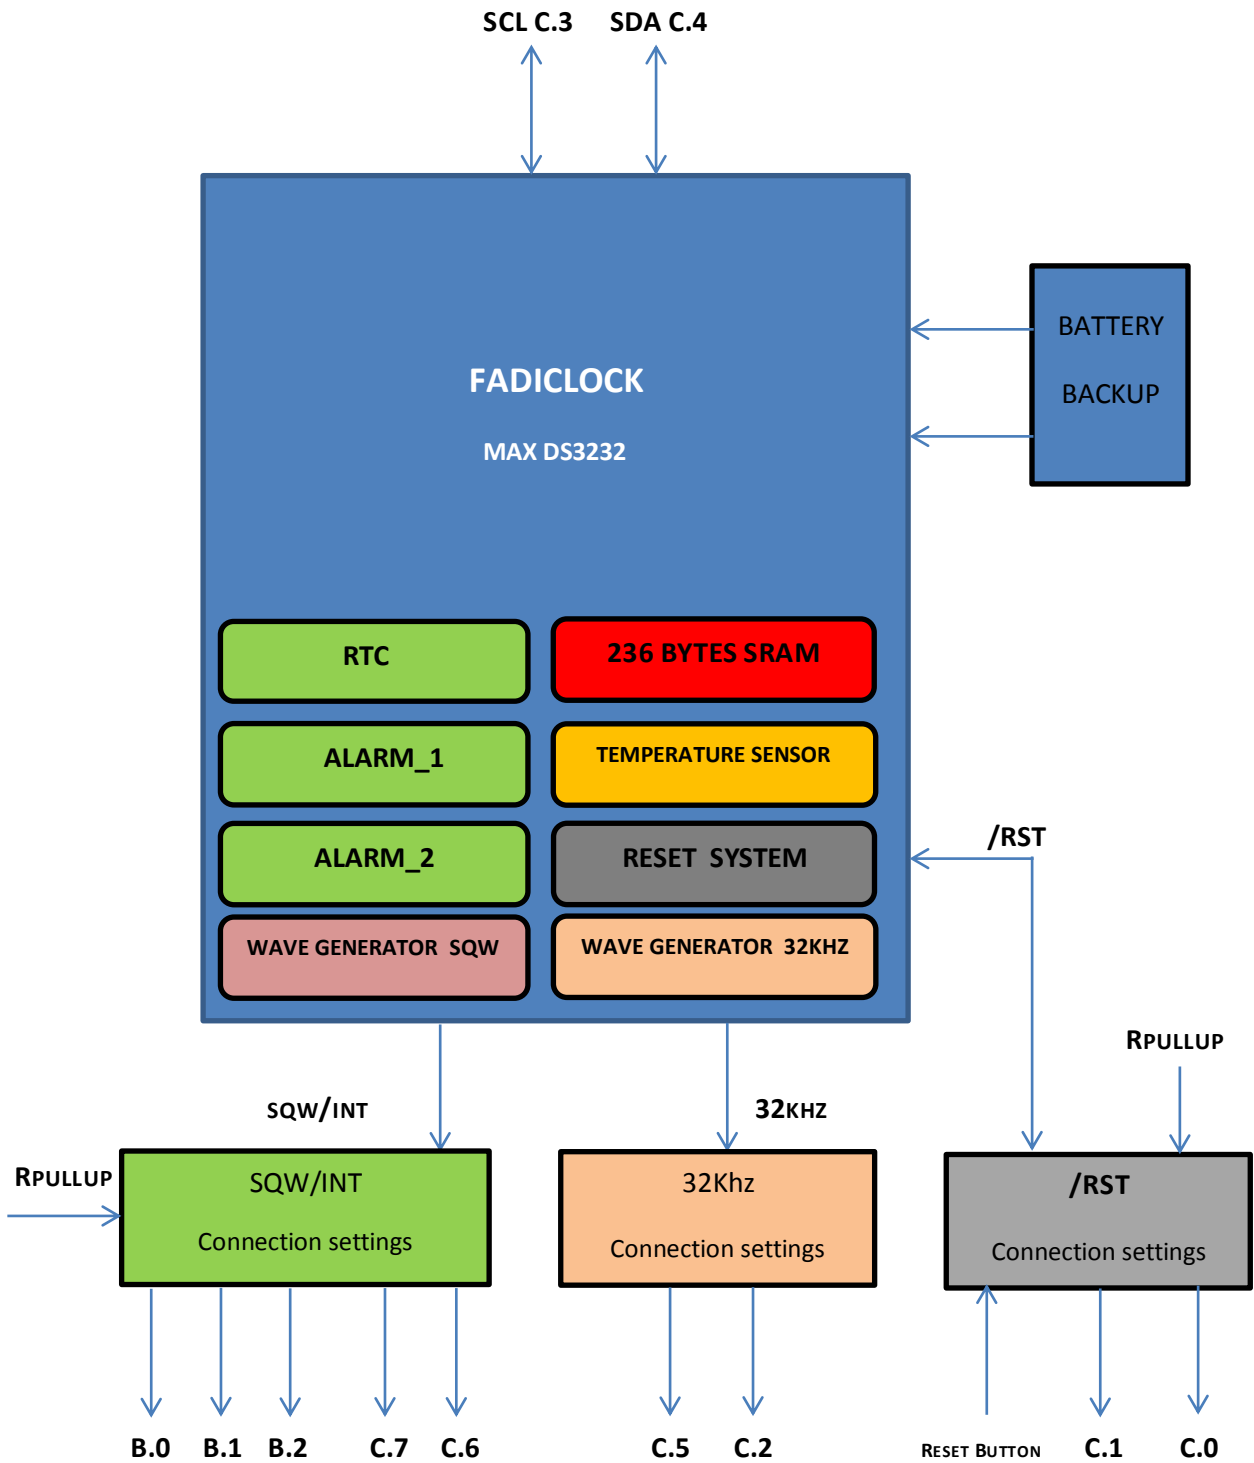 SCL C.3 SDA C.4
BATTERY
BACKUP
FADICLOCK
MAX DS3232
RTC
236 BYTES SRAM
ALARM_1
TEMPERATURE SENSOR
ALARM_2
RESET SYSTEM
/RST
WAVE GENERATOR SQW
WAVE GENERATOR 32KHZ
RPULLUP
SQW/INT
32KHZ
RPULLUP
SQW/INT
Connection settings
32Khz
Connection settings
/RST
Connection settings
B.0 B.1 B.2 C.7 C.6
C.5 C.2
RESET BUTTON C.1 C.0